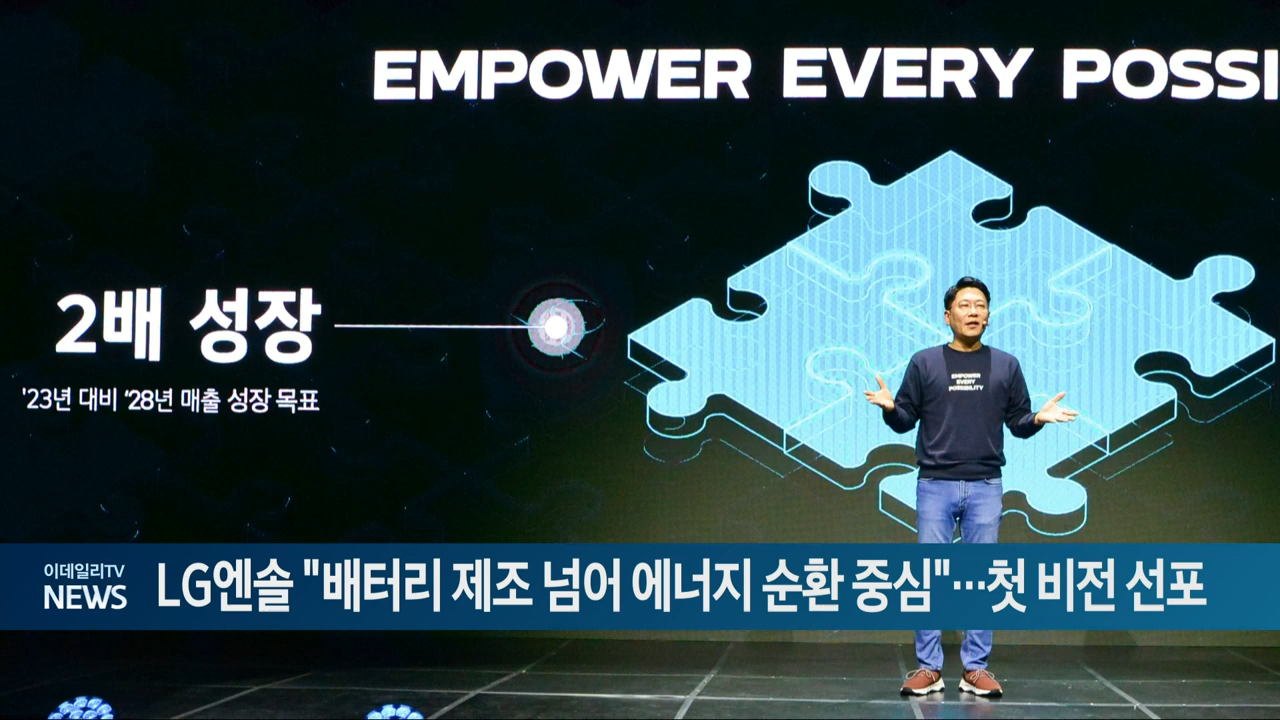 EMPOWER EVERY POSSI
2배 성장
'23년 대비 '28년 매출 성장 목표
EMPOWER
EVERY
POSSIBILITY
이데일리TV
NEWS
LG엔솔 "배터리 제조 넘어 에너지 순환 중심"…첫 비전 선포